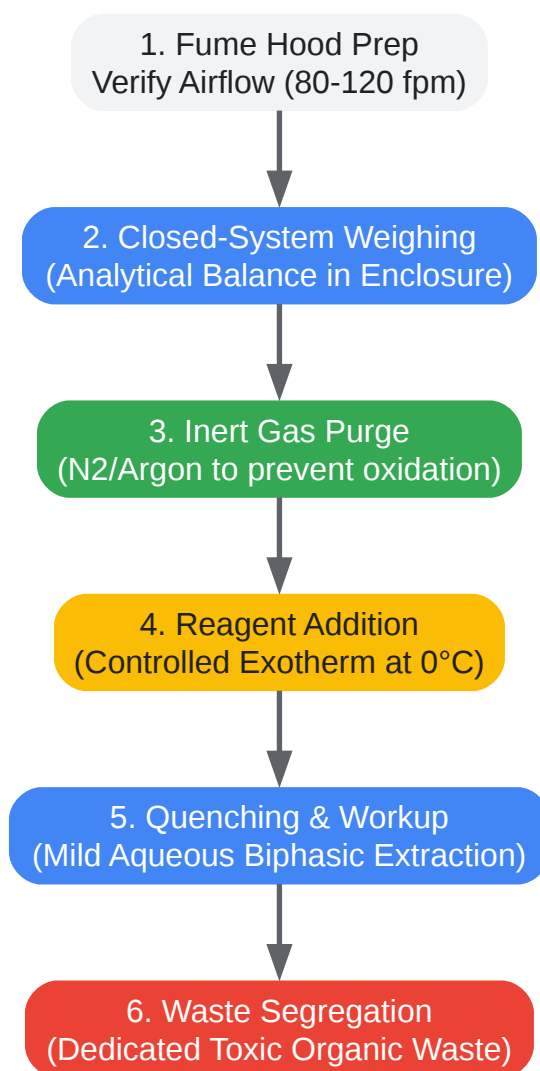 1. Fume Hood Prep
Verify Airflow (80-120 fpm)
2. Closed-System Weighing
(Analytical Balance in Enclosure)
3. Inert Gas Purge
(N2/Argon to prevent oxidation)
4. Reagent Addition
(Controlled Exotherm at 0°C)
5. Quenching & Workup
(Mild Aqueous Biphasic Extraction)
6. Waste Segregation
(Dedicated Toxic Organic Waste)